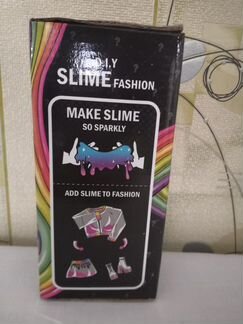 D.I.Y
SLIME FASHION
MAKE SLIME
SO SPARKLY
ADD SLIME TO FASHION